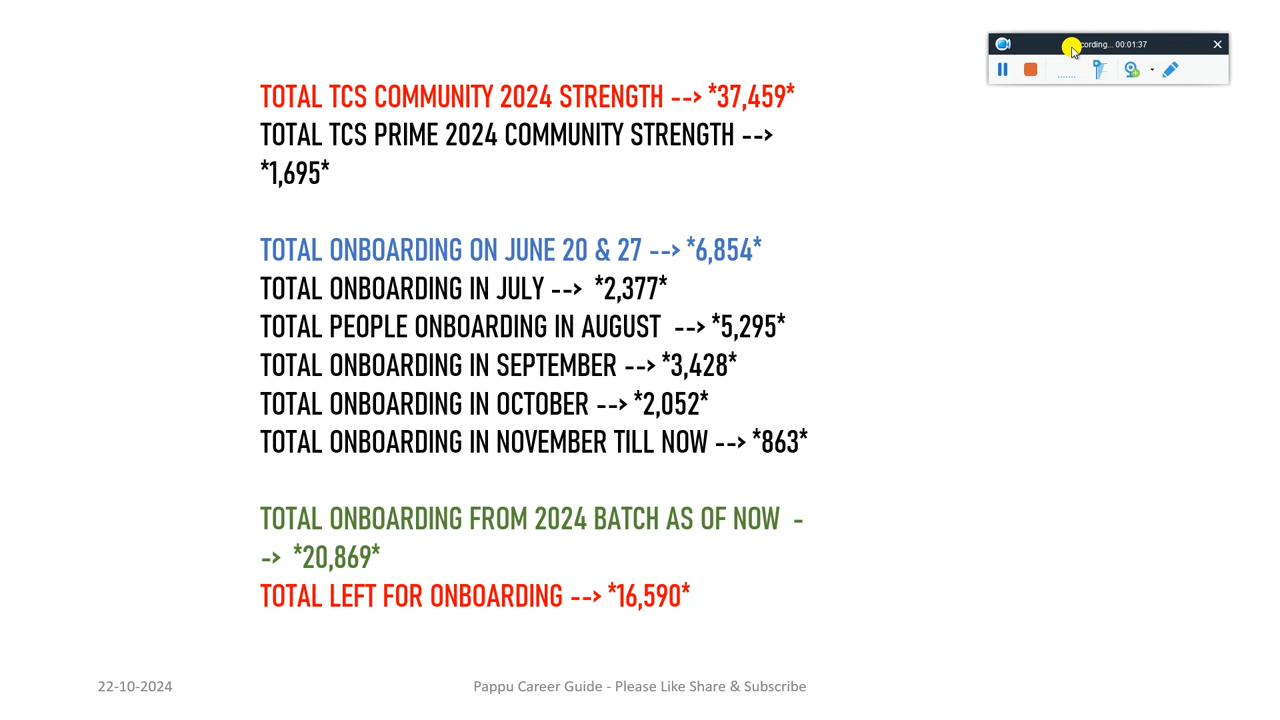 cording... 00:01:37
TOTAL TCS COMMUNITY 2024 STRENGTH --> *37,459*
TOTAL TCS PRIME 2024 COMMUNITY STRENGTH -->
*1,695*
TOTAL ONBOARDING ON JUNE 20 & 27 --> *6,854*
TOTAL ONBOARDING IN JULY --> *2,377*
TOTAL PEOPLE ONBOARDING IN AUGUST --> *5,295*
TOTAL ONBOARDING IN SEPTEMBER --> *3,428*
TOTAL ONBOARDING IN OCTOBER --> *2,052*
TOTAL ONBOARDING IN NOVEMBER TILL NOW --> *863*
TOTAL ONBOARDING FROM 2024 BATCH AS OF NOW -
-> *20,869*
TOTAL LEFT FOR ONBOARDING --> *16,590*
22-10-2024
Pappu Career Guide - Please Like Share & Subscribe